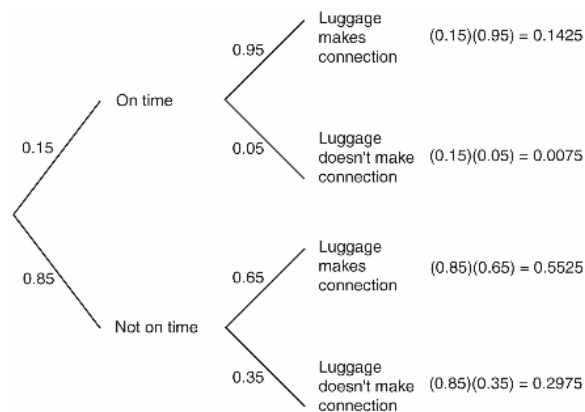 Luggage
makes
connection
(0.15)(0.95) = 0.1425
0.95
On time
0.15
0.05
Luggage
doesn't make
connection
(0.15)(0.05) = 0.0075
Luggage
makes
connection
(0.85)(0.65) = 0.5525
0.85
0.65
Not on time
0.35
Luggage
doesn't make
connection
(0.85)(0.35) = 0.2975